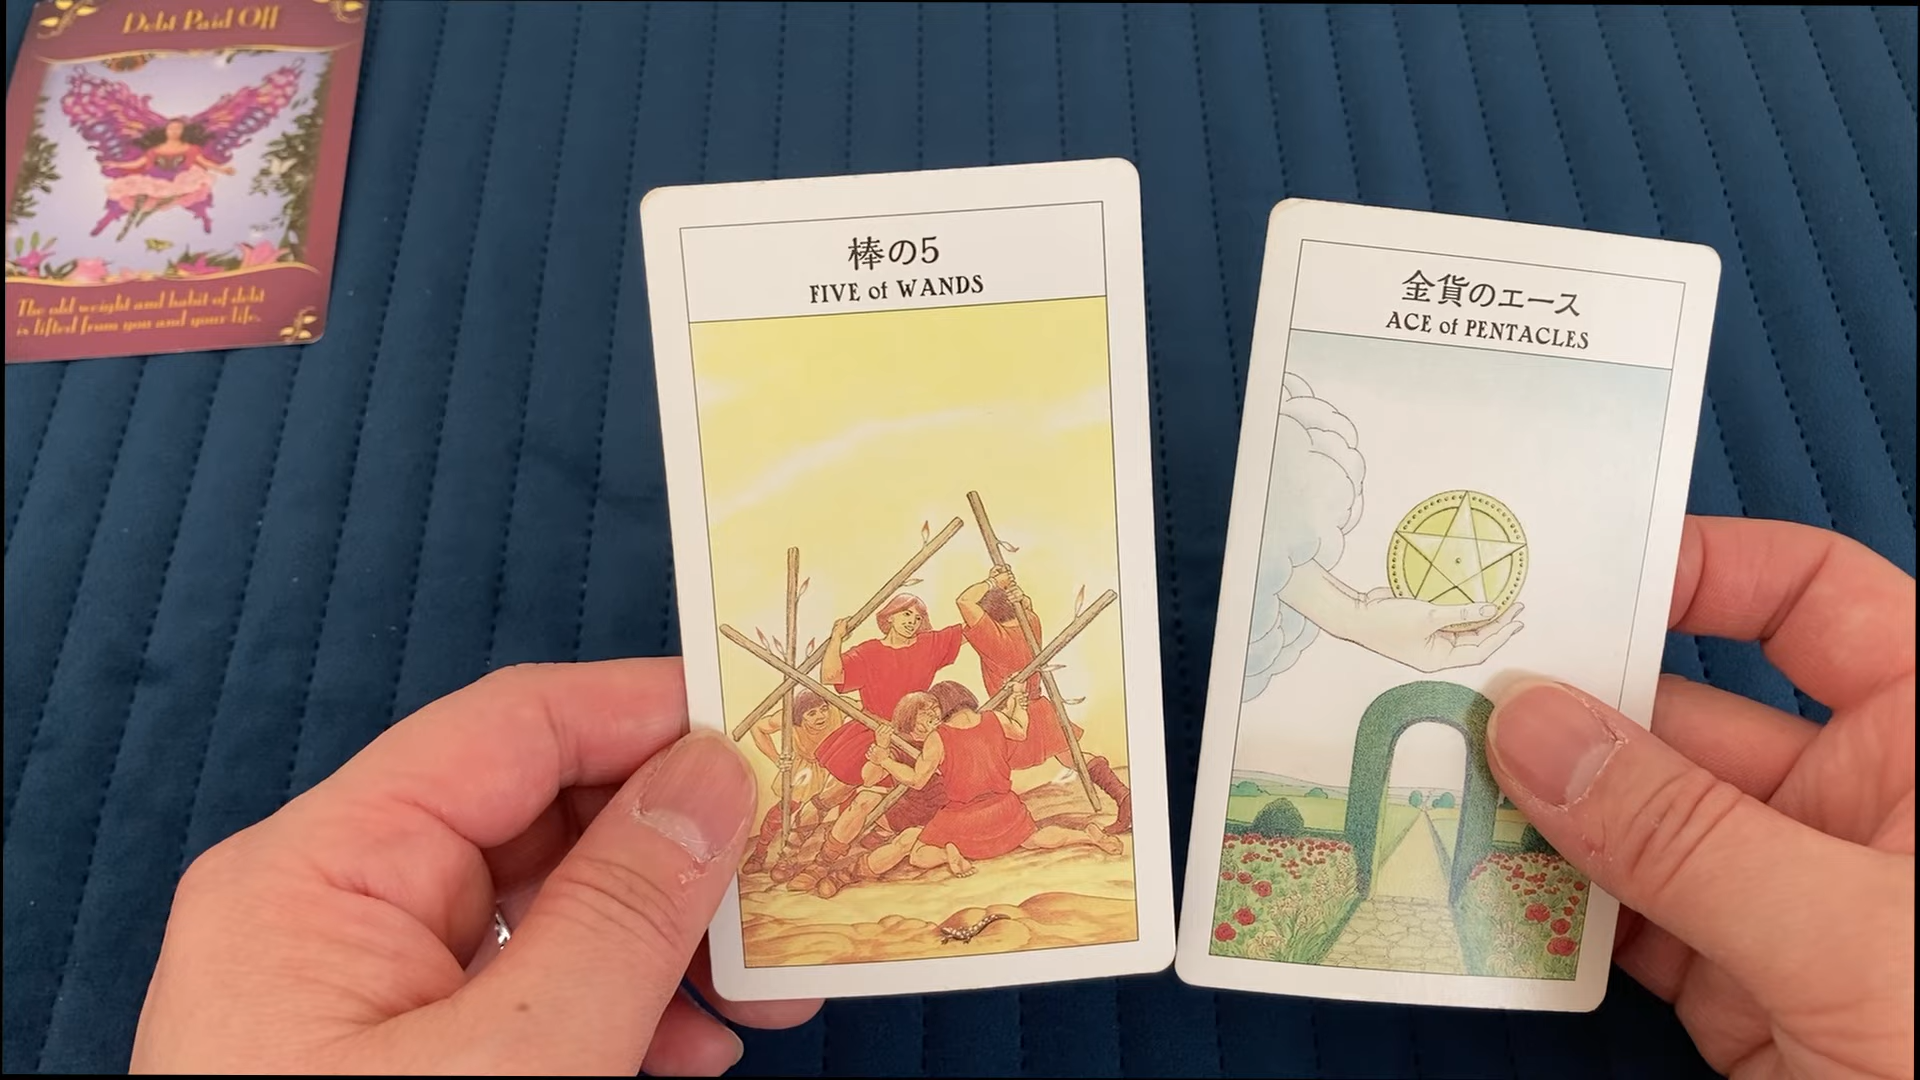 Debt Paid Off
The old weight and habit of debt
is lifted from you and your life.
棒の5
FIVE of WANDS
金貨のエース
ACE of PENTACLES